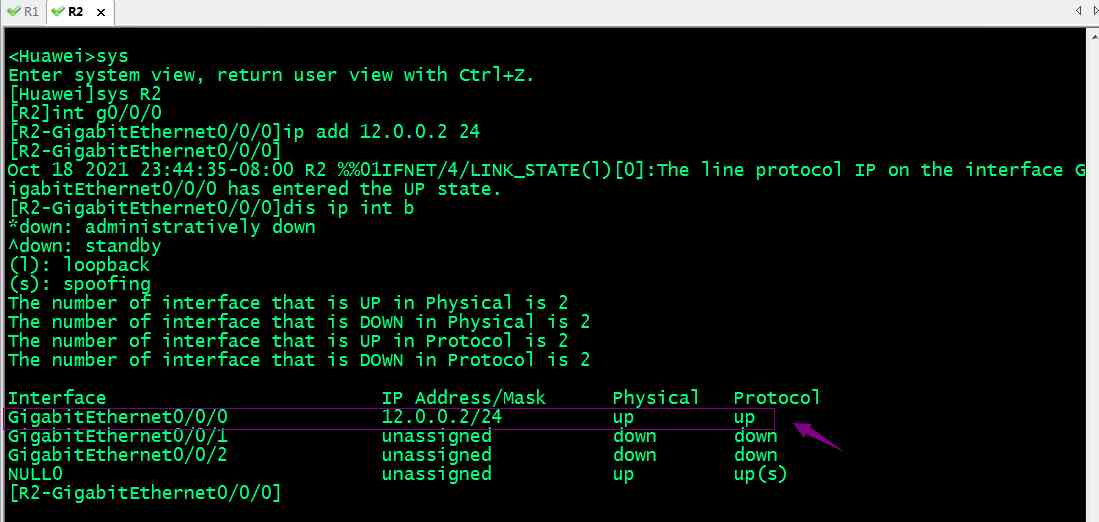 R1 R2 X
<Huawei>sys
Enter system view, return user view with Ctrl+Z.
[Huawei]sys R2
[R2]int g0/0/0
[R2-GigabitEthernet0/0/0]ip add 12.0.0.2 24
[R2-GigabitEthernet0/0/0]
Oct 18 2021 23:44:35-08:00 R2 %%01IFNET/4/LINK_STATE(l)[0]:The line protocol IP on the interface G
igabitEthernet0/0/0 has entered the UP state.
[R2-GigabitEthernet0/0/0]dis ip int b
*down: administratively down
^down: standby
(l): loopback
(s): spoofing
The number of interface that is UP in Physical is 2
The number of interface that is DOWN in Physical is 2
The number of interface that is UP in Protocol is 2
The number of interface that is DOWN in Protocol is 2
Interface IP Address/Mask Physical Protocol
GigabitEthernet0/0/0 12.0.0.2/24 up up
GigabitEthernet0/0/1 unassigned down down
GigabitEthernet0/0/2 unassigned down down
NULL0 unassigned up up(s)
[R2-GigabitEthernet0/0/0]